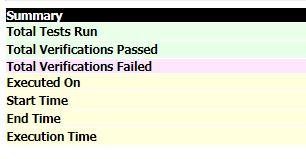 Summary
Total Tests Run
Total Verifications Passed
Total Verifications Failed
Executed On
Start Time
End Time
Execution Time